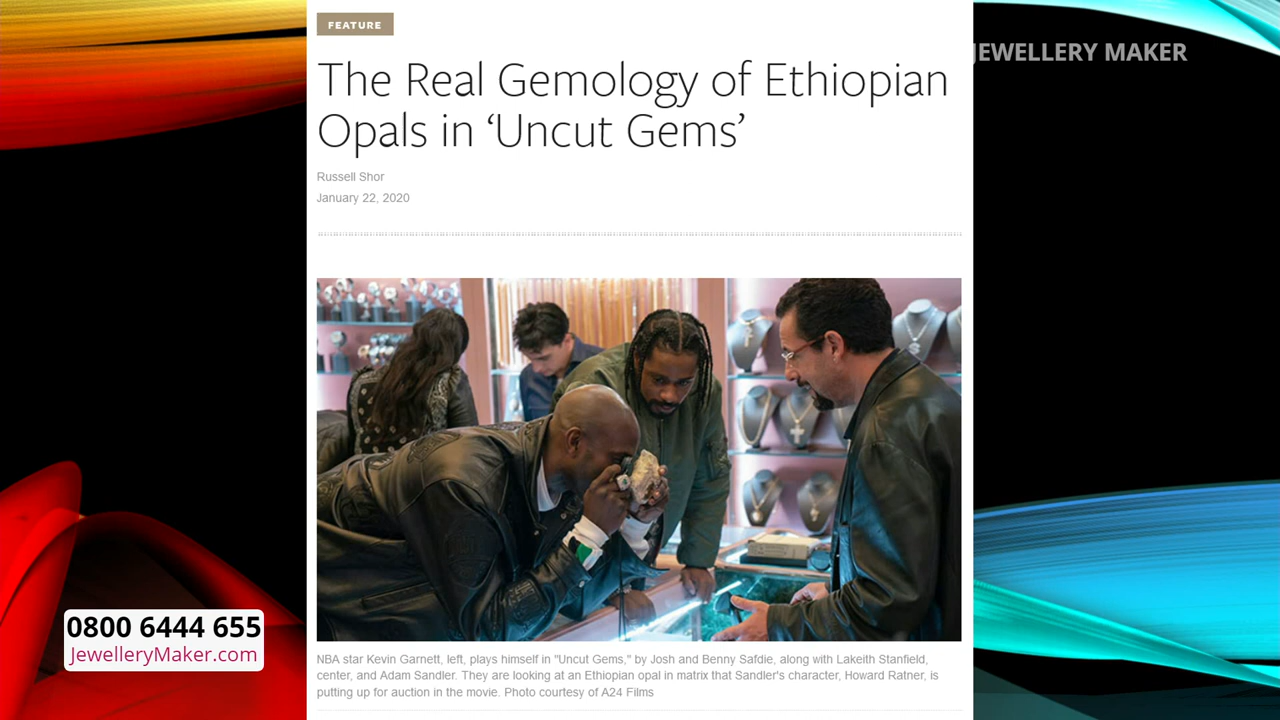 FEATURE
JEWELLERY MAKER
The Real Gemology of Ethiopian
Opals in ‘Uncut Gems’
Russell Shor
January 22, 2020
0800 6444 655
JewelleryMaker.com
NBA star Kevin Garnett, left, plays himself in "Uncut Gems," by Josh and Benny Safdie, along with Lakeith Stanfield,
center, and Adam Sandler. They are looking at an Ethiopian opal in matrix that Sandler's character, Howard Ratner, is
putting up for auction in the movie. Photo courtesy of A24 Films